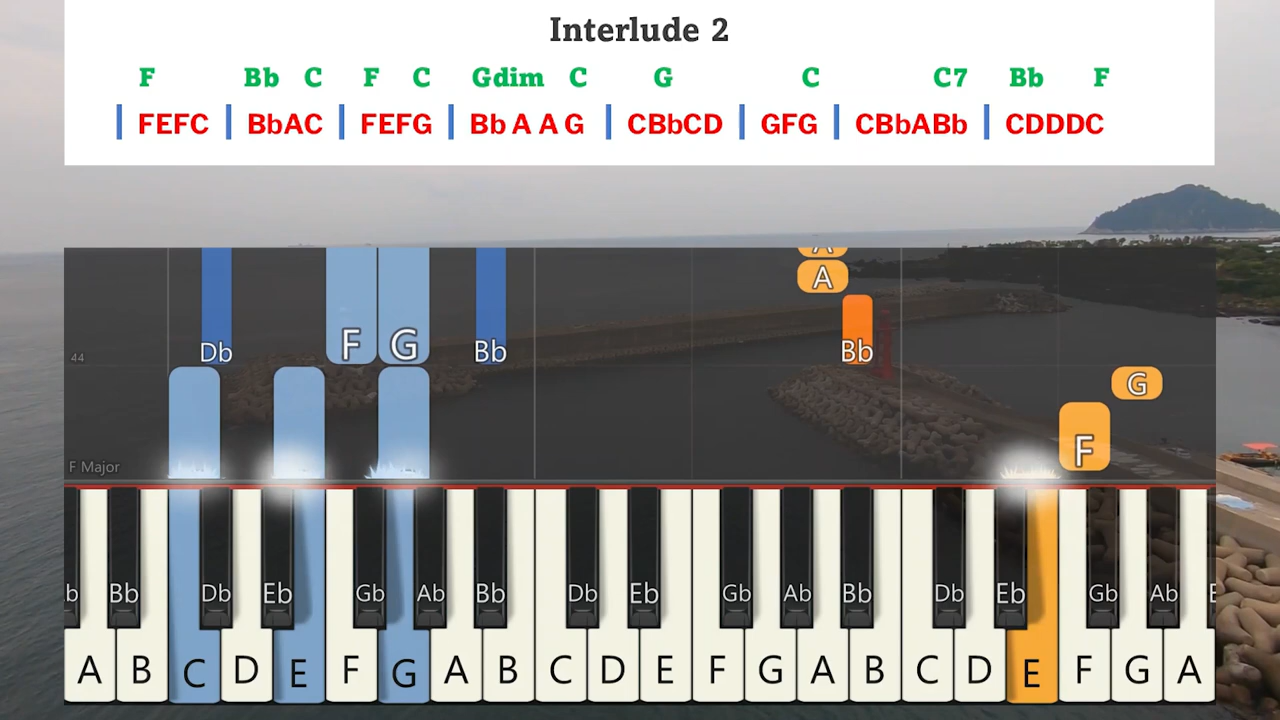 Interlude 2
F Bb C F C Gdim C G C C7 Bb F
| FEFC | BbAC | FEFG | Bb A A G | CBbCD | GFG | CBbABb | CDDDC
A
A
Db F G Bb Bb
44
G
F
F Major
Bb Db Eb Gb Ab Bb Db Eb Gb Ab Bb Db Eb Gb Ab
A B C D E F G A B C D E F G A B C D E F G A